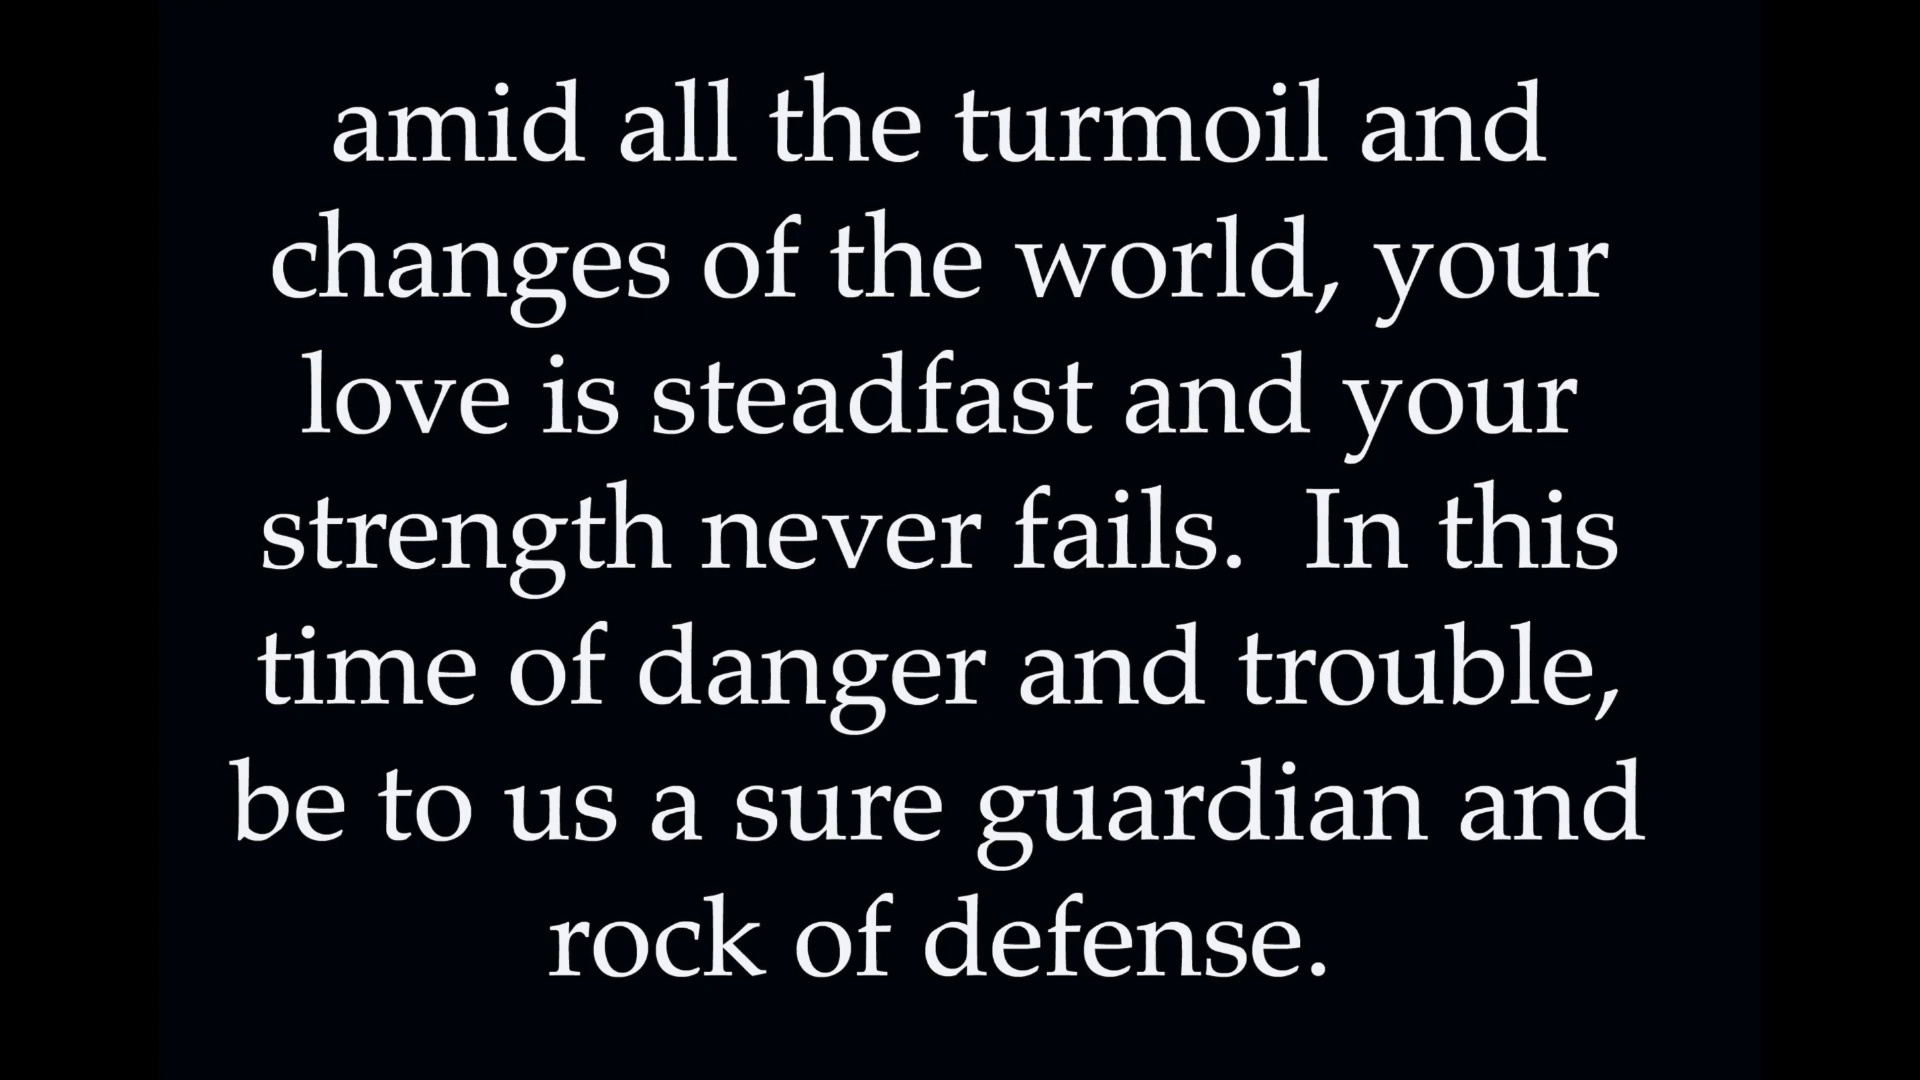 amid all the turmoil and
changes of the world, your
love is steadfast and your
strength never fails.  In this
time of danger and trouble,
be to us a sure guardian and
rock of defense.